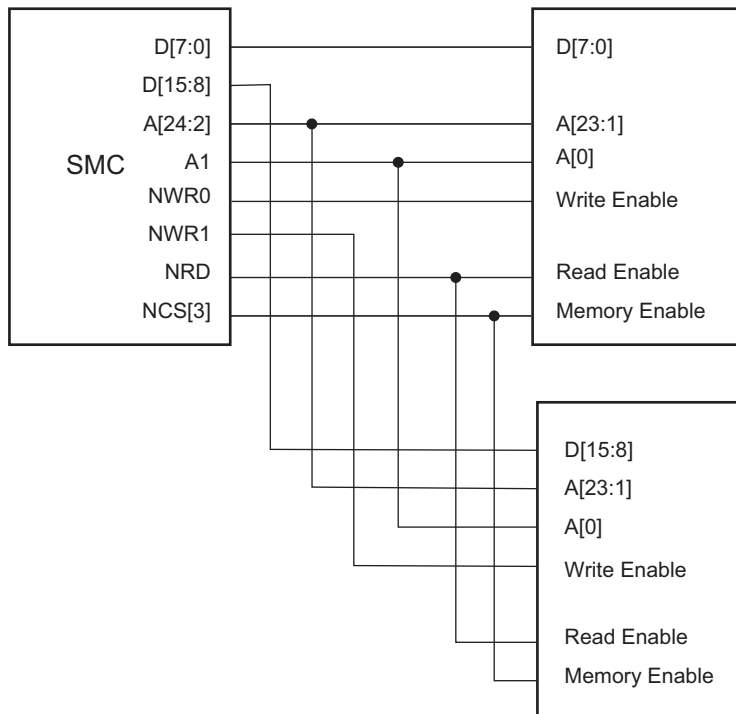 D[7:0]
D[15:8]
A[24:2]
A1
SMC
NWR0
NWR1
NRD
NCS[3]
D[7:0]
A[23:1]
A[0]
Write Enable
Read Enable
Memory Enable
D[15:8]
A[23:1]
A[0]
Write Enable
Read Enable
Memory Enable